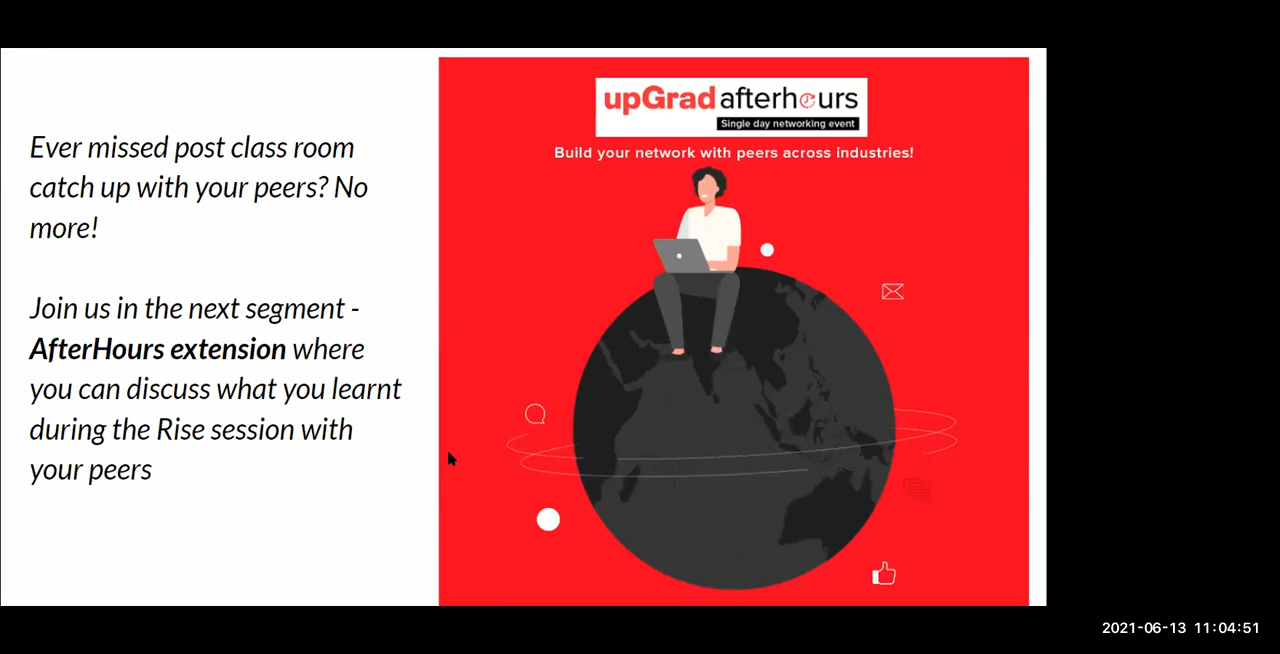 Ever missed post class room
catch up with your peers? No
more!
Join us in the next segment -
AfterHours extension where
you can discuss what you learnt
during the Rise session with
your peers
upGrad afterhours
Single day networking event
Build your network with peers across industries!
2021-06-13 11:04:51